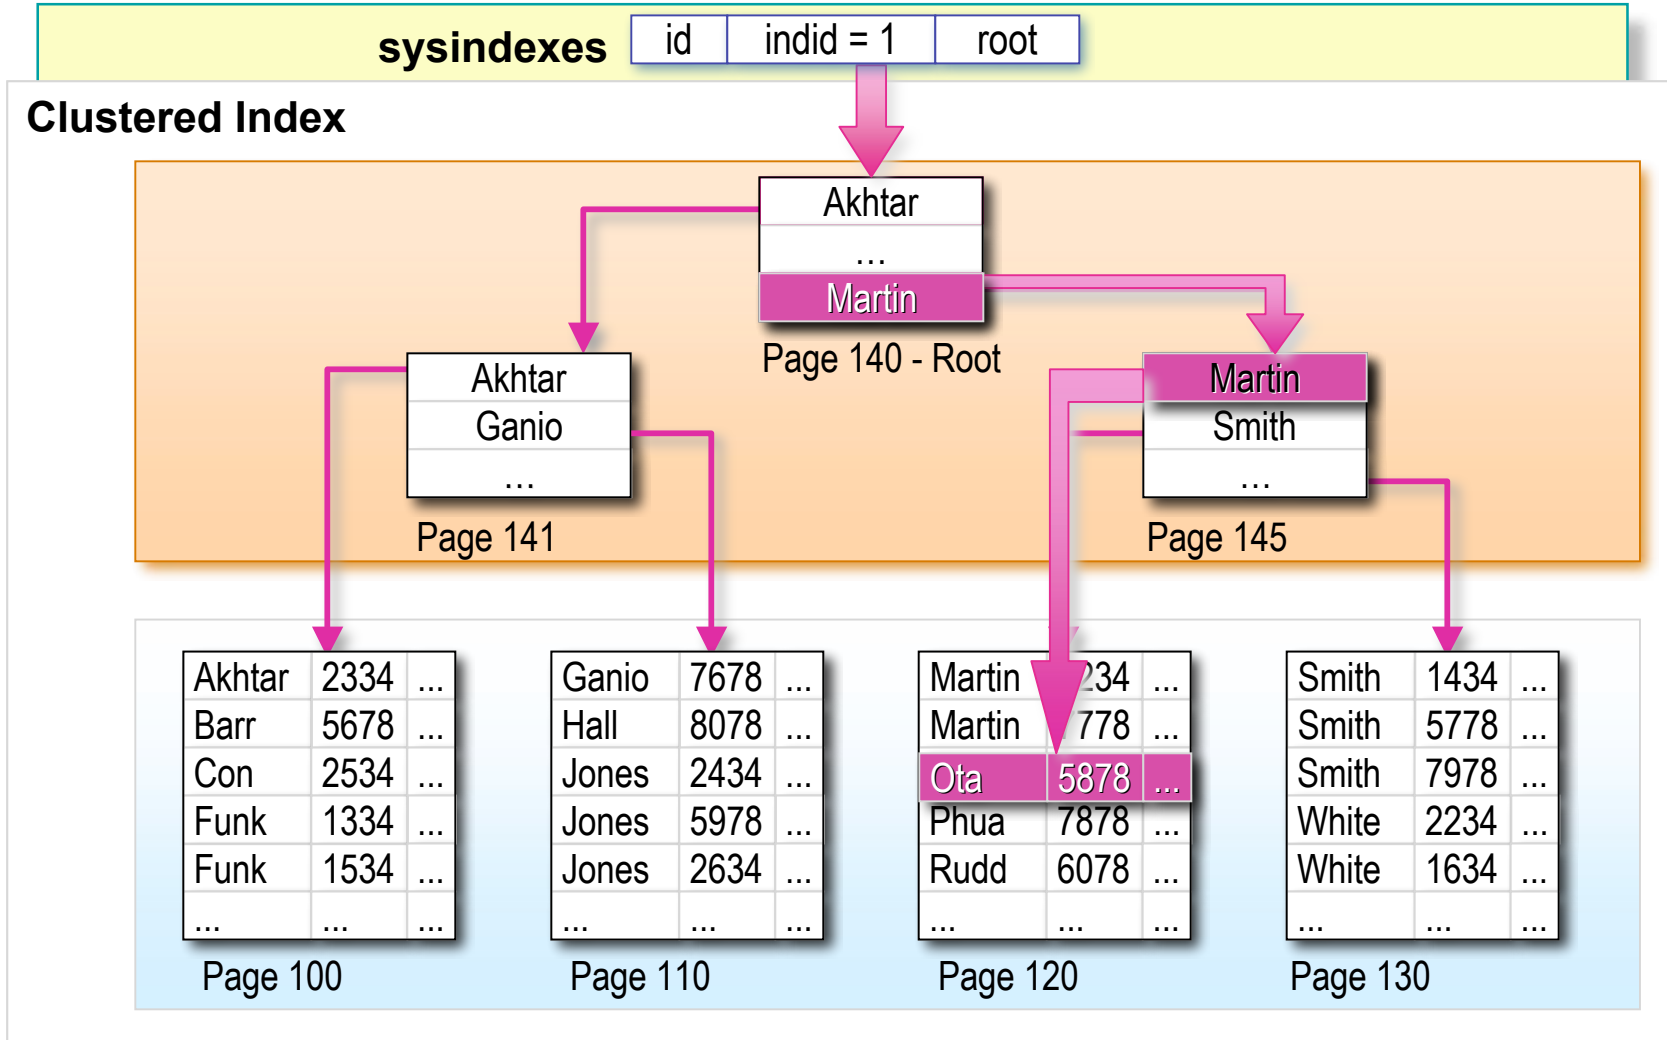 sysindexes id indid = 1 root
Clustered Index
Akhtar
...
Martin
Page 140 - Root
Akhtar
Ganio
...
Page 141
Martin
Smith
...
Page 145
Akhtar 2334 ...
Barr 5678 ...
Con 2534 ...
Funk 1334 ...
Funk 1534 ...
... ... ...
Page 100
Ganio 7678 ...
Hall 8078 ...
Jones 2434 ...
Jones 5978 ...
Jones 2634 ...
... ... ...
Page 110
Martin ...
Martin ...
Ota 5878 ...
Phua 7878 ...
Rudd 6078 ...
... ... ...
Page 120
Smith 1434 ...
Smith 5778 ...
Smith 7978 ...
White 2234 ...
White 1634 ...
... ... ...
Page 130